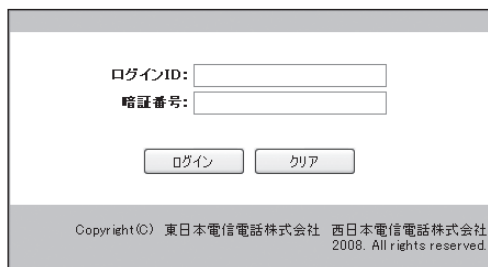 ログインID:
暗証番号:
ログイン クリア
Copyright(C) 東日本電信電話株式会社 西日本電信電話株式会社
2008. All rights reserved.